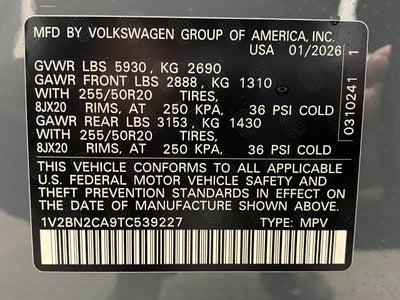 MFD BY VOLKSWAGEN GROUP OF AMERICA, INC.
USA 01/2026
GVWR LBS 5930, KG 2690
GAWR FRONT LBS 2888, KG 1310
WITH 255/50R20 TIRES,
8JX20 RIMS, AT 250 KPA, 36 PSI COLD
GAWR REAR LBS 3153, KG 1430
WITH 255/50R20 TIRES,
8JX20 RIMS, AT 250 KPA, 36 PSI COLD
THIS VEHICLE CONFORMS TO ALL APPLICABLE
U.S. FEDERAL MOTOR VEHICLE SAFETY AND
THEFT PREVENTION STANDARDS IN EFFECT ON
THE DATE OF MANUFACTURE SHOWN ABOVE.
1V2BN2CA9TC539227 TYPE: MPV
0310241 1